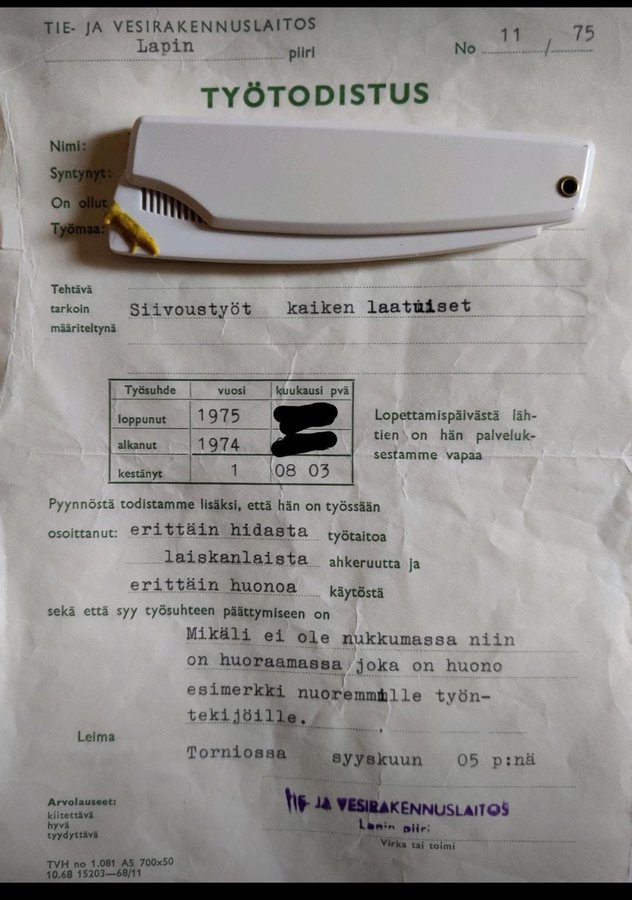 TIE- JA VESIRAKENNUSLAITOS
Lapin piiri
No 11 / 75
TYÖTODISTUS
Nimi:
Syntynyt:
On ollut
Työmaa:
Tehtävä
tarkoin Siivoustyöt kaiken laatuiset
määriteltynä
Työsuhde vuosi kuukausi pvä
loppunut 1975
alkanut 1974
kestänyt 1 08 03
Lopettamispäivästä läh-
tien on hän palveluk-
sestamme vapaa
Pyynnöstä todistamme lisäksi, että hän on työssään
osoittanut: erittäin hidasta työtaitoa
laiskanlaista ahkeruutta ja
erittäin huonoa käytöstä
sekä että syy työsuhteen päättymiseen on
Mikäli ei ole nukkumassa niin
on huoraamassa joka on huono
esimerkki nuoremmille työn-
tekijöille.
Leima
Torniossa syyskuun 05 p:nä
TIE- JA VESIRAKENNUSLAITOS
Lapin piiri
Virka tai toimi
Arvolauseet:
kiitettävä
hyvä
tyydyttävä
TVH no 1.081 A5 700x50
10.68 15203—68/11